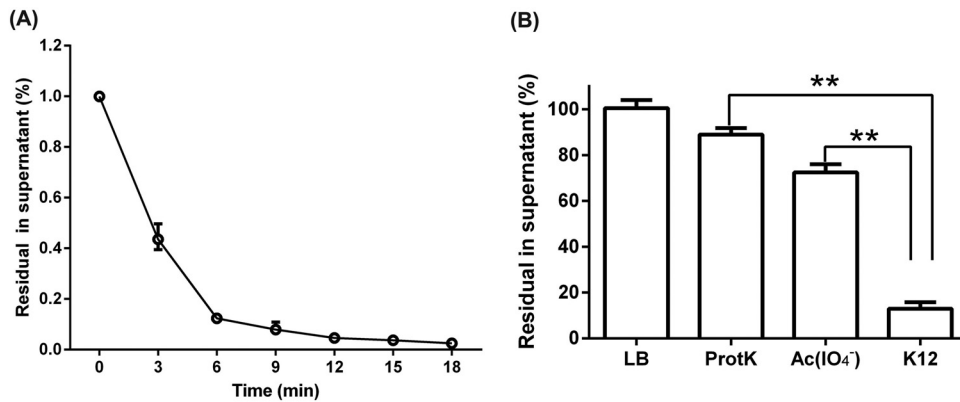 (A)
Residual in supernatant (%)
1.2
1.0
0.8
0.6
0.4
0.2
0.0
0 3 6 9 12 15 18
Time (min)
(B)
Residual in supernatant (%)
100
80
60
40
20
0
**
**
LB ProtK Ac(IO₄⁻) K12